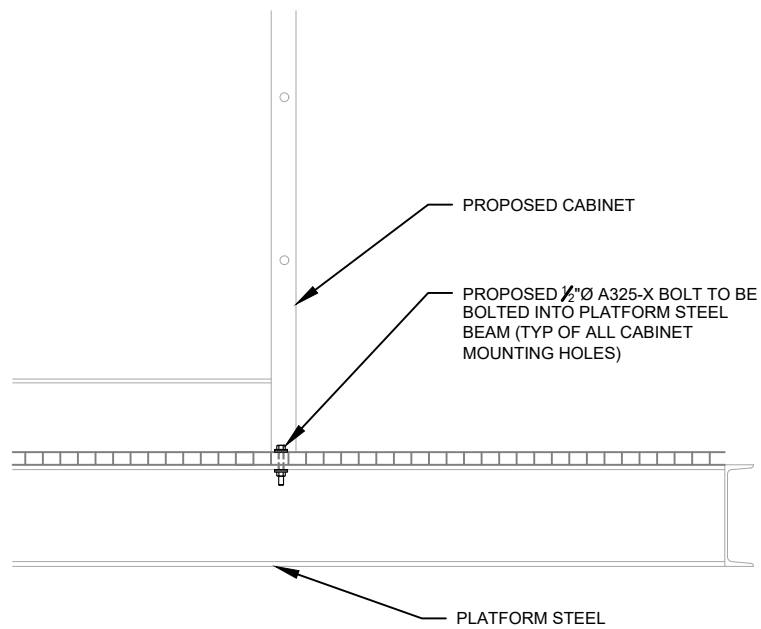 PROPOSED CABINET
PROPOSED ½"Ø A325-X BOLT TO BE
BOLTED INTO PLATFORM STEEL
BEAM (TYP OF ALL CABINET
MOUNTING HOLES)
PLATFORM STEEL